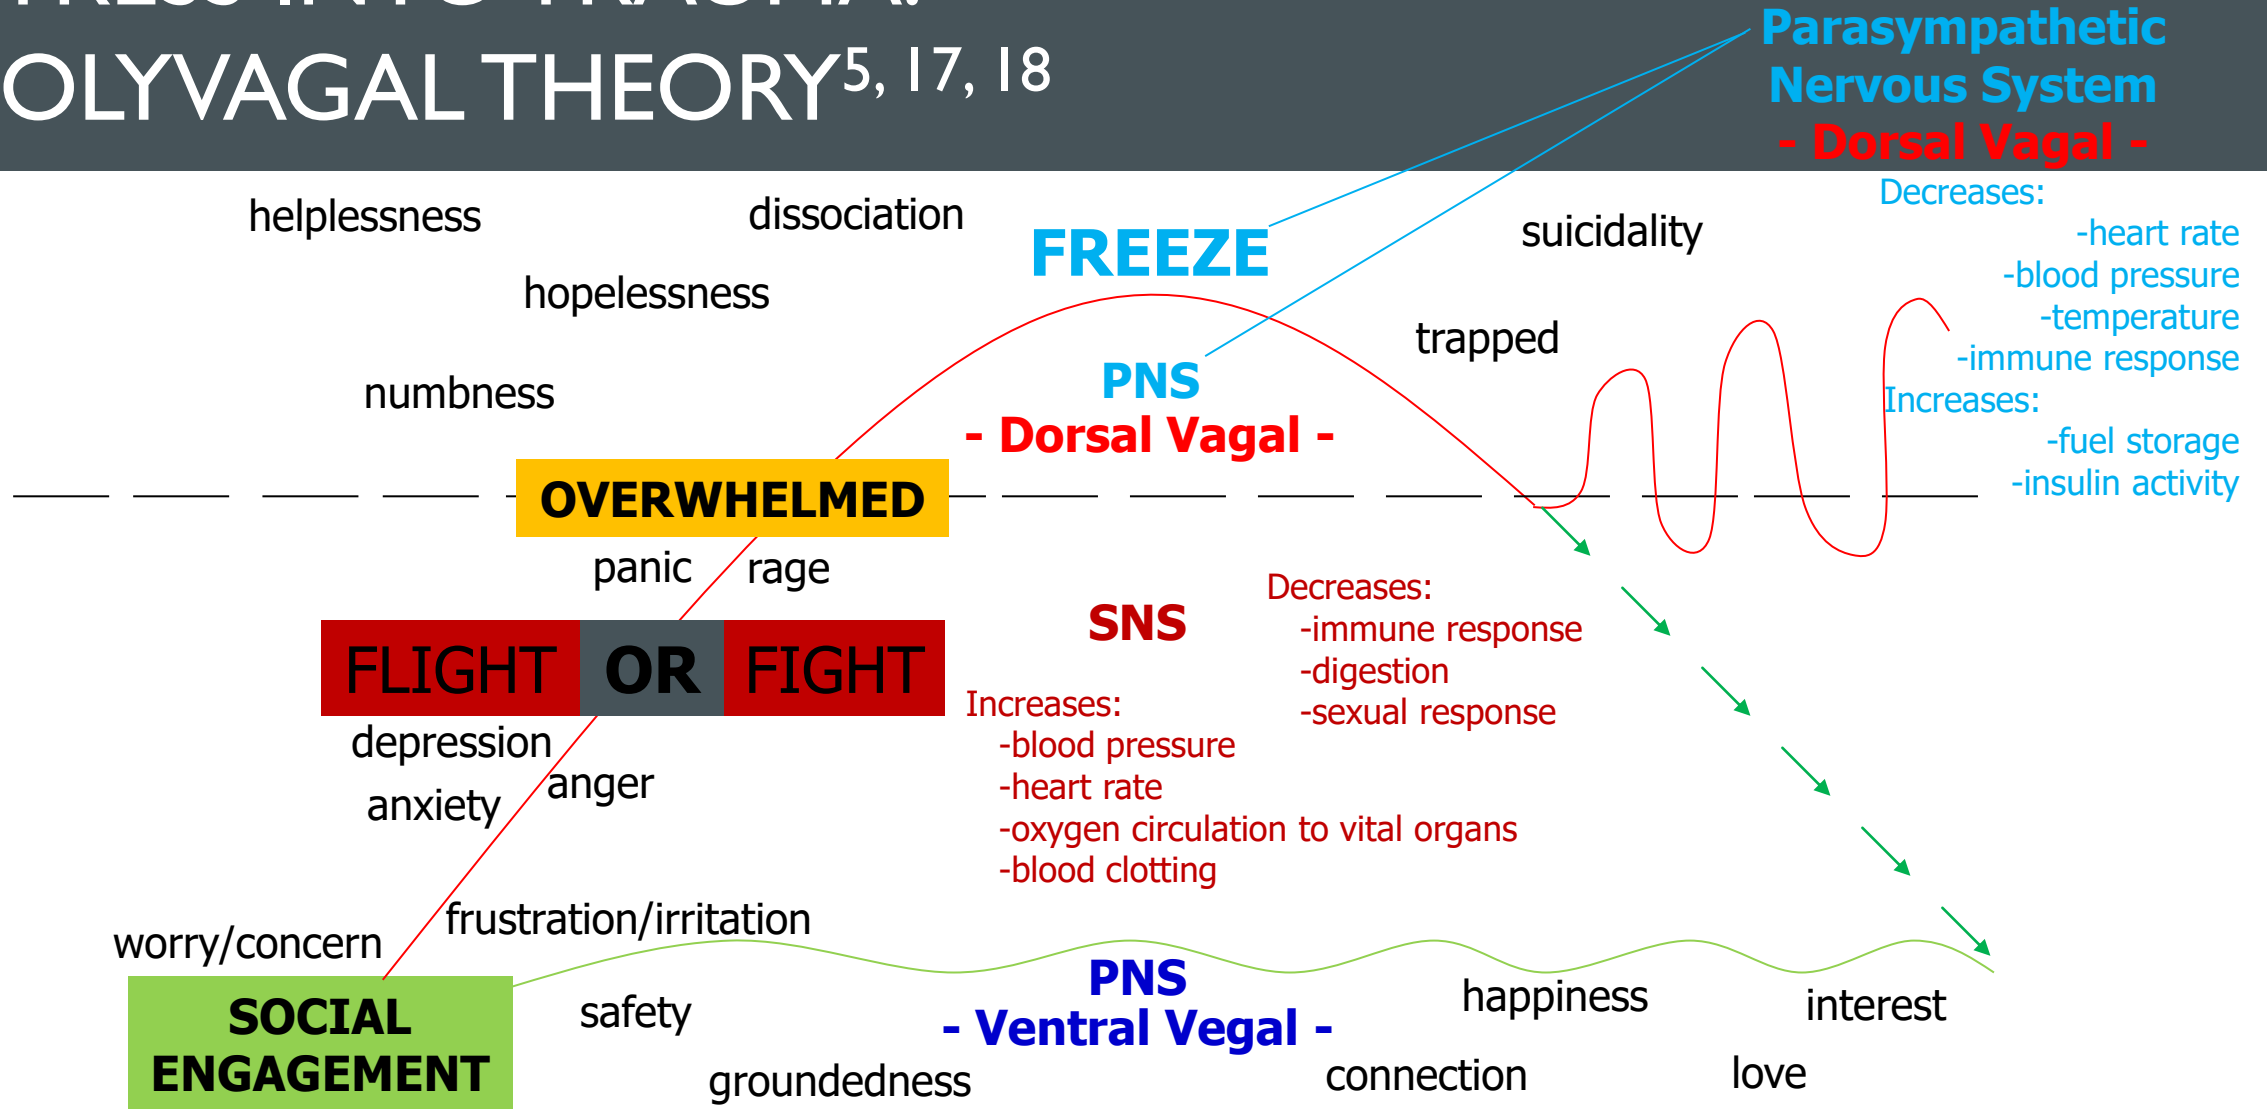 OLYVAGAL THEORY5, 17, 18
Parasympathetic
Nervous System
- Dorsal Vagal -
Decreases:
-heart rate
-blood pressure
-temperature
-immune response
Increases:
-fuel storage
-insulin activity
helplessness
dissociation
hopelessness
numbness
FREEZE
suicidality
trapped
PNS
- Dorsal Vagal -
OVERWHELMED
panic
rage
FLIGHT OR FIGHT
depression
anger
anxiety
SNS
Decreases:
-immune response
-digestion
-sexual response
Increases:
-blood pressure
-heart rate
-oxygen circulation to vital organs
-blood clotting
worry/concern
frustration/irritation
SOCIAL
ENGAGEMENT
safety
groundedness
PNS
- Ventral Vegal -
happiness
interest
connection
love